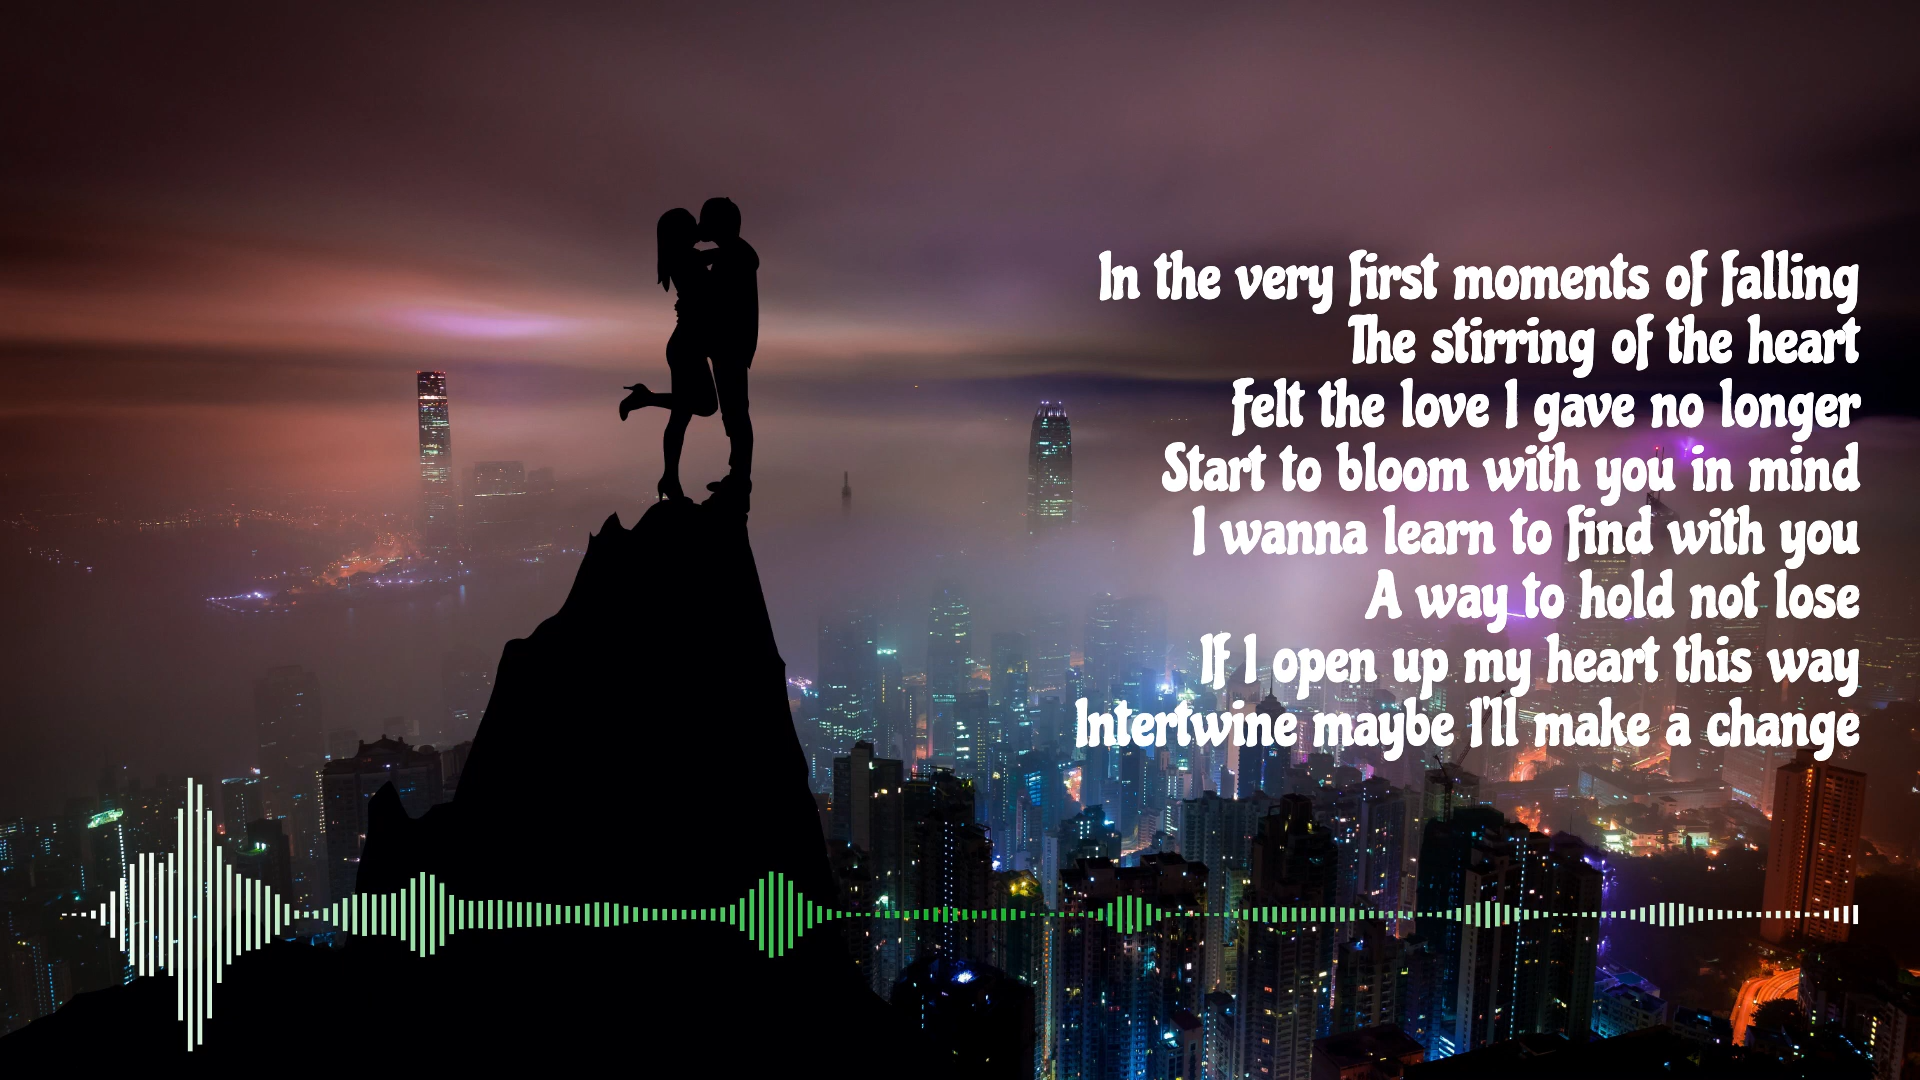 In the very first moments of falling
The stirring of the heart
Felt the love I gave no longer
Start to bloom with you in mind
I wanna learn to find with you
A way to hold not lose
If I open up my heart this way
Intertwine maybe I'll make a change